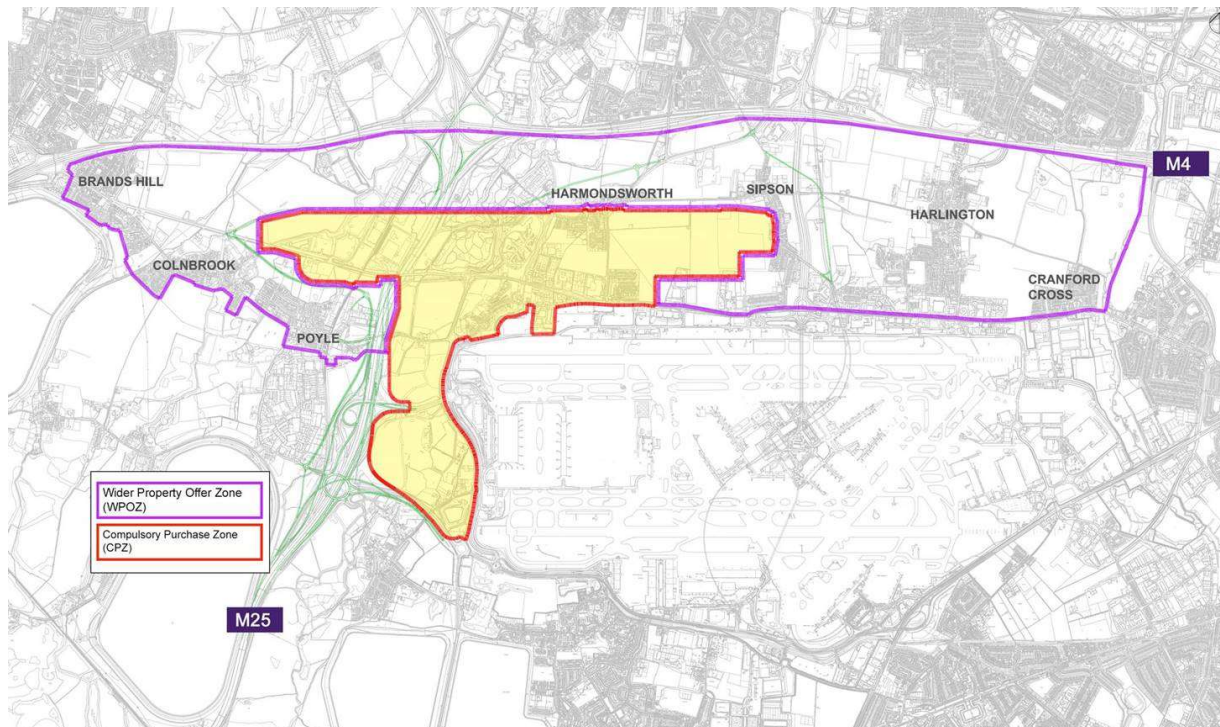 M4
BRANDS HILL
HARMONDSWORTH
SIPSON
HARLINGTON
COLNBROOK
CRANFORD
CROSS
POYLE
Wider Property Offer Zone
(WPOZ)
Compulsory Purchase Zone
(CPZ)
M25